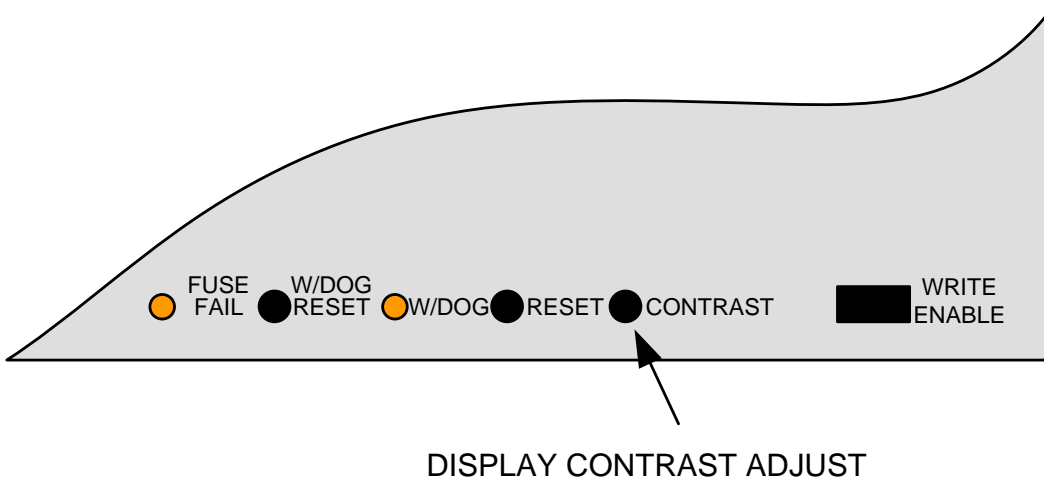 FUSE
FAIL
W/DOG
RESET
W/DOG
RESET
CONTRAST
WRITE
ENABLE
DISPLAY CONTRAST ADJUST